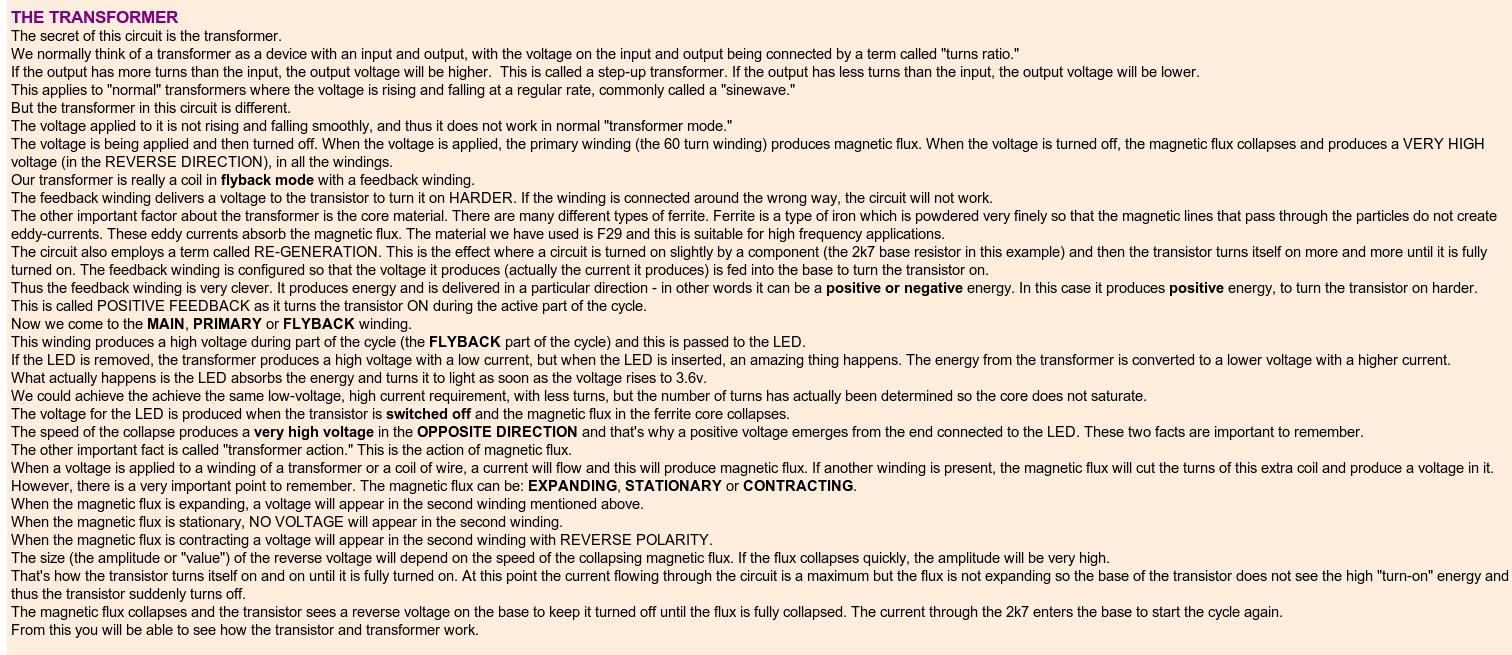 THE TRANSFORMER
The secret of this circuit is the transformer.
We normally think of a transformer as a device with an input and output, with the voltage on the input and output being connected by a term called "turns ratio."
If the output has more turns than the input, the output voltage will be higher.  This is called a step-up transformer. If the output has less turns than the input, the output voltage will be lower.
This applies to "normal" transformers where the voltage is rising and falling at a regular rate, commonly called a "sinewave."
But the transformer in this circuit is different.
The voltage applied to it is not rising and falling smoothly, and thus it does not work in normal "transformer mode."
The voltage is being applied and then turned off. When the voltage is applied, the primary winding (the 60 turn winding) produces magnetic flux. When the voltage is turned off, the magnetic flux collapses and produces a VERY HIGH
voltage (in the REVERSE DIRECTION), in all the windings.
Our transformer is really a coil in flyback mode with a feedback winding.
The feedback winding delivers a voltage to the transistor to turn it on HARDER. If the winding is connected around the wrong way, the circuit will not work.
The other important factor about the transformer is the core material. There are many different types of ferrite. Ferrite is a type of iron which is powdered very finely so that the magnetic lines that pass through the particles do not create
eddy-currents. These eddy currents absorb the magnetic flux. The material we have used is F29 and this is suitable for high frequency applications.
The circuit also employs a term called RE-GENERATION. This is the effect where a circuit is turned on slightly by a component (the 2k7 base resistor in this example) and then the transistor turns itself on more and more until it is fully
turned on. The feedback winding is configured so that the voltage it produces (actually the current it produces) is fed into the base to turn the transistor on.
Thus the feedback winding is very clever. It produces energy and is delivered in a particular direction - in other words it can be a positive or negative energy. In this case it produces positive energy, to turn the transistor on harder.
This is called POSITIVE FEEDBACK as it turns the transistor ON during the active part of the cycle.
Now we come to the MAIN, PRIMARY or FLYBACK winding.
This winding produces a high voltage during part of the cycle (the FLYBACK part of the cycle) and this is passed to the LED.
If the LED is removed, the transformer produces a high voltage with a low current, but when the LED is inserted, an amazing thing happens. The energy from the transformer is converted to a lower voltage with a higher current.
What actually happens is the LED absorbs the energy and turns it to light as soon as the voltage rises to 3.6v.
We could achieve the achieve the same low-voltage, high current requirement, with less turns, but the number of turns has actually been determined so the core does not saturate.
The voltage for the LED is produced when the transistor is switched off and the magnetic flux in the ferrite core collapses.
The speed of the collapse produces a very high voltage in the OPPOSITE DIRECTION and that's why a positive voltage emerges from the end connected to the LED. These two facts are important to remember.
The other important fact is called "transformer action." This is the action of magnetic flux.
When a voltage is applied to a winding of a transformer or a coil of wire, a current will flow and this will produce magnetic flux. If another winding is present, the magnetic flux will cut the turns of this extra coil and produce a voltage in it.
However, there is a very important point to remember. The magnetic flux can be: EXPANDING, STATIONARY or CONTRACTING.
When the magnetic flux is expanding, a voltage will appear in the second winding mentioned above.
When the magnetic flux is stationary, NO VOLTAGE will appear in the second winding.
When the magnetic flux is contracting a voltage will appear in the second winding with REVERSE POLARITY.
The size (the amplitude or "value") of the reverse voltage will depend on the speed of the collapsing magnetic flux. If the flux collapses quickly, the amplitude will be very high.
That's how the transistor turns itself on and on until it is fully turned on. At this point the current flowing through the circuit is a maximum but the flux is not expanding so the base of the transistor does not see the high "turn-on" energy and
thus the transistor suddenly turns off.
The magnetic flux collapses and the transistor sees a reverse voltage on the base to keep it turned off until the flux is fully collapsed. The current through the 2k7 enters the base to start the cycle again.
From this you will be able to see how the transistor and transformer work.